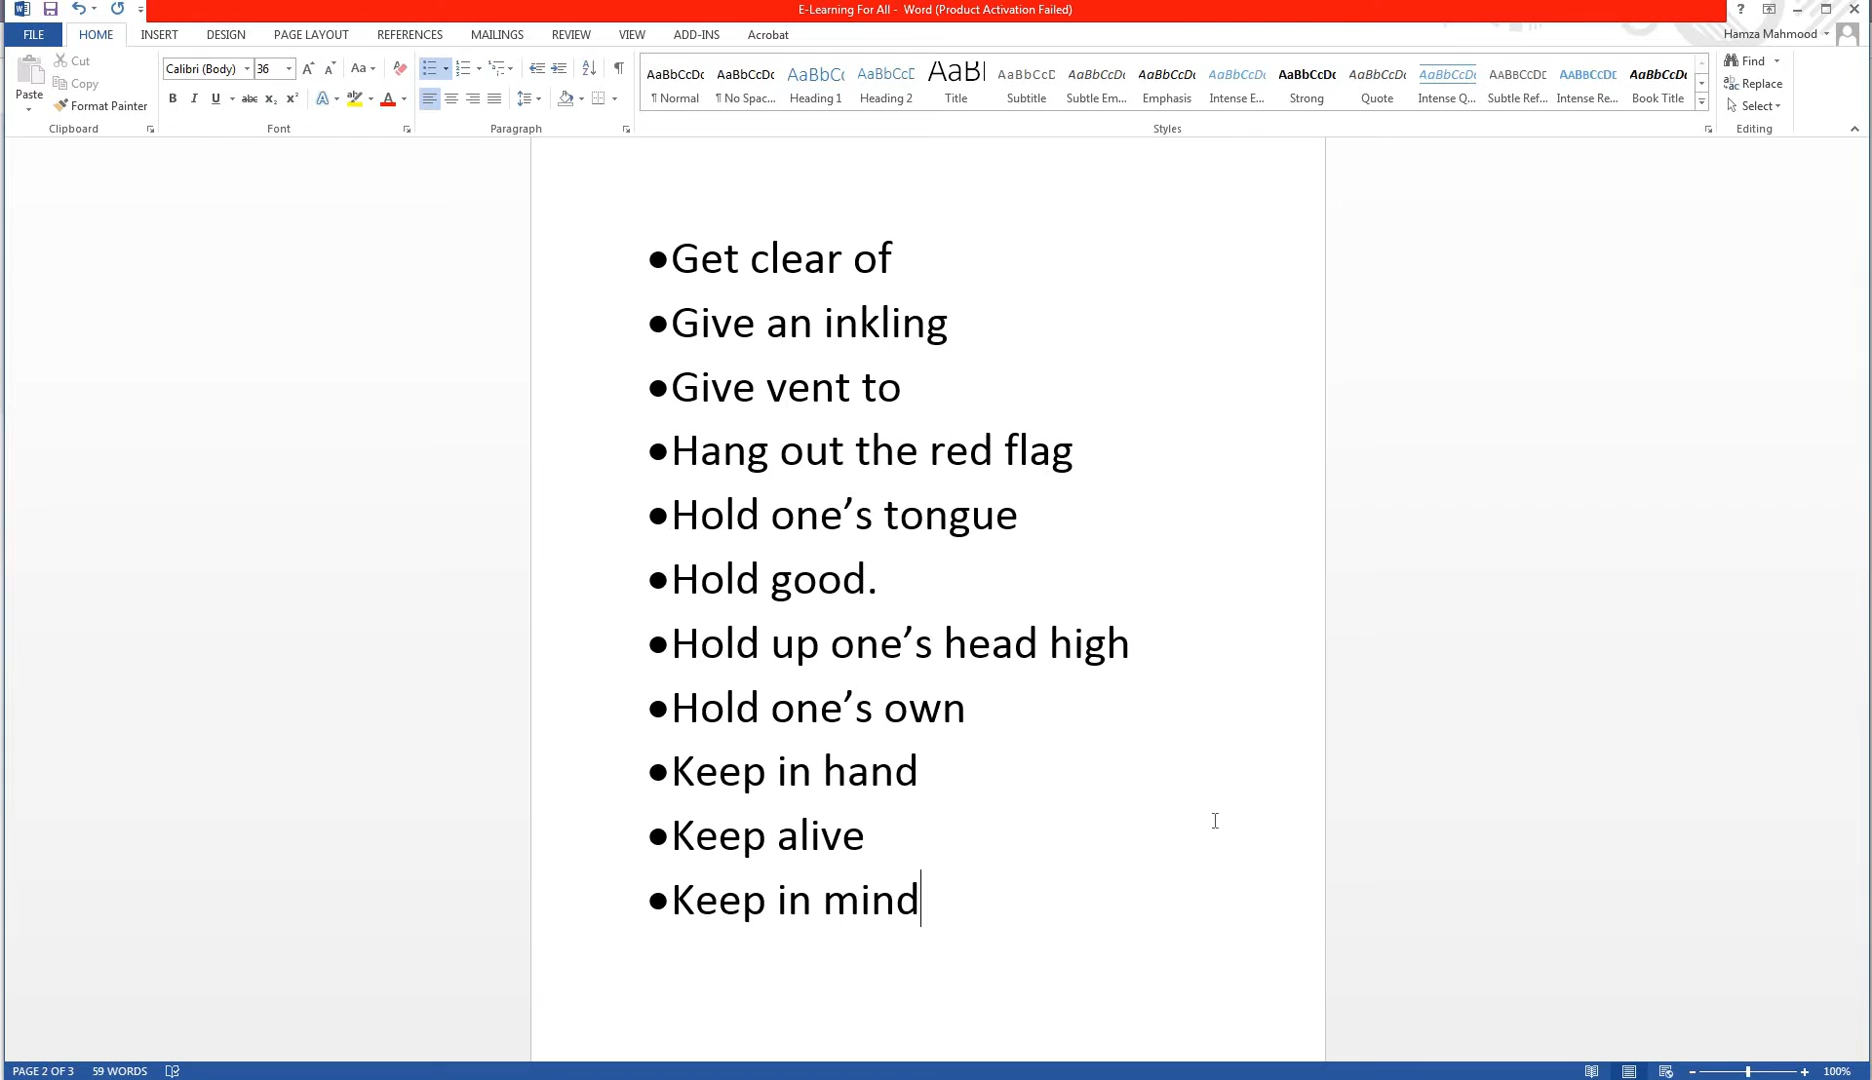 E-Learning For All - Word (Product Activation Failed)
FILE HOME INSERT DESIGN PAGE LAYOUT REFERENCES MAILINGS REVIEW VIEW ADD-INS Acrobat Hamza Mahmood
Cut
Copy
Format Painter
Paste
Clipboard
Calibri (Body) 36 Aa
B I U abc x₂ x² A A
Font
Paragraph
AaBbCcDc AaBbCcDc AaBbCc AaBbCcD AaBl AaBbCcD AaBbCcDc AaBbCcDc AaBbCcDc AaBbCcDc AaBbCcDc AaBbCcDc AABBCCDE AABBCCDE AaBbCcDc
¶ Normal ¶ No Spac... Heading 1 Heading 2 Title Subtitle Subtle Em... Emphasis Intense E... Strong Quote Intense Q... Subtle Ref... Intense Re... Book Title
Styles
Find
Replace
Select
Editing
•Get clear of
•Give an inkling
•Give vent to
•Hang out the red flag
•Hold one’s tongue
•Hold good.
•Hold up one’s head high
•Hold one’s own
•Keep in hand
•Keep alive
•Keep in mind
PAGE 2 OF 3 59 WORDS 100%